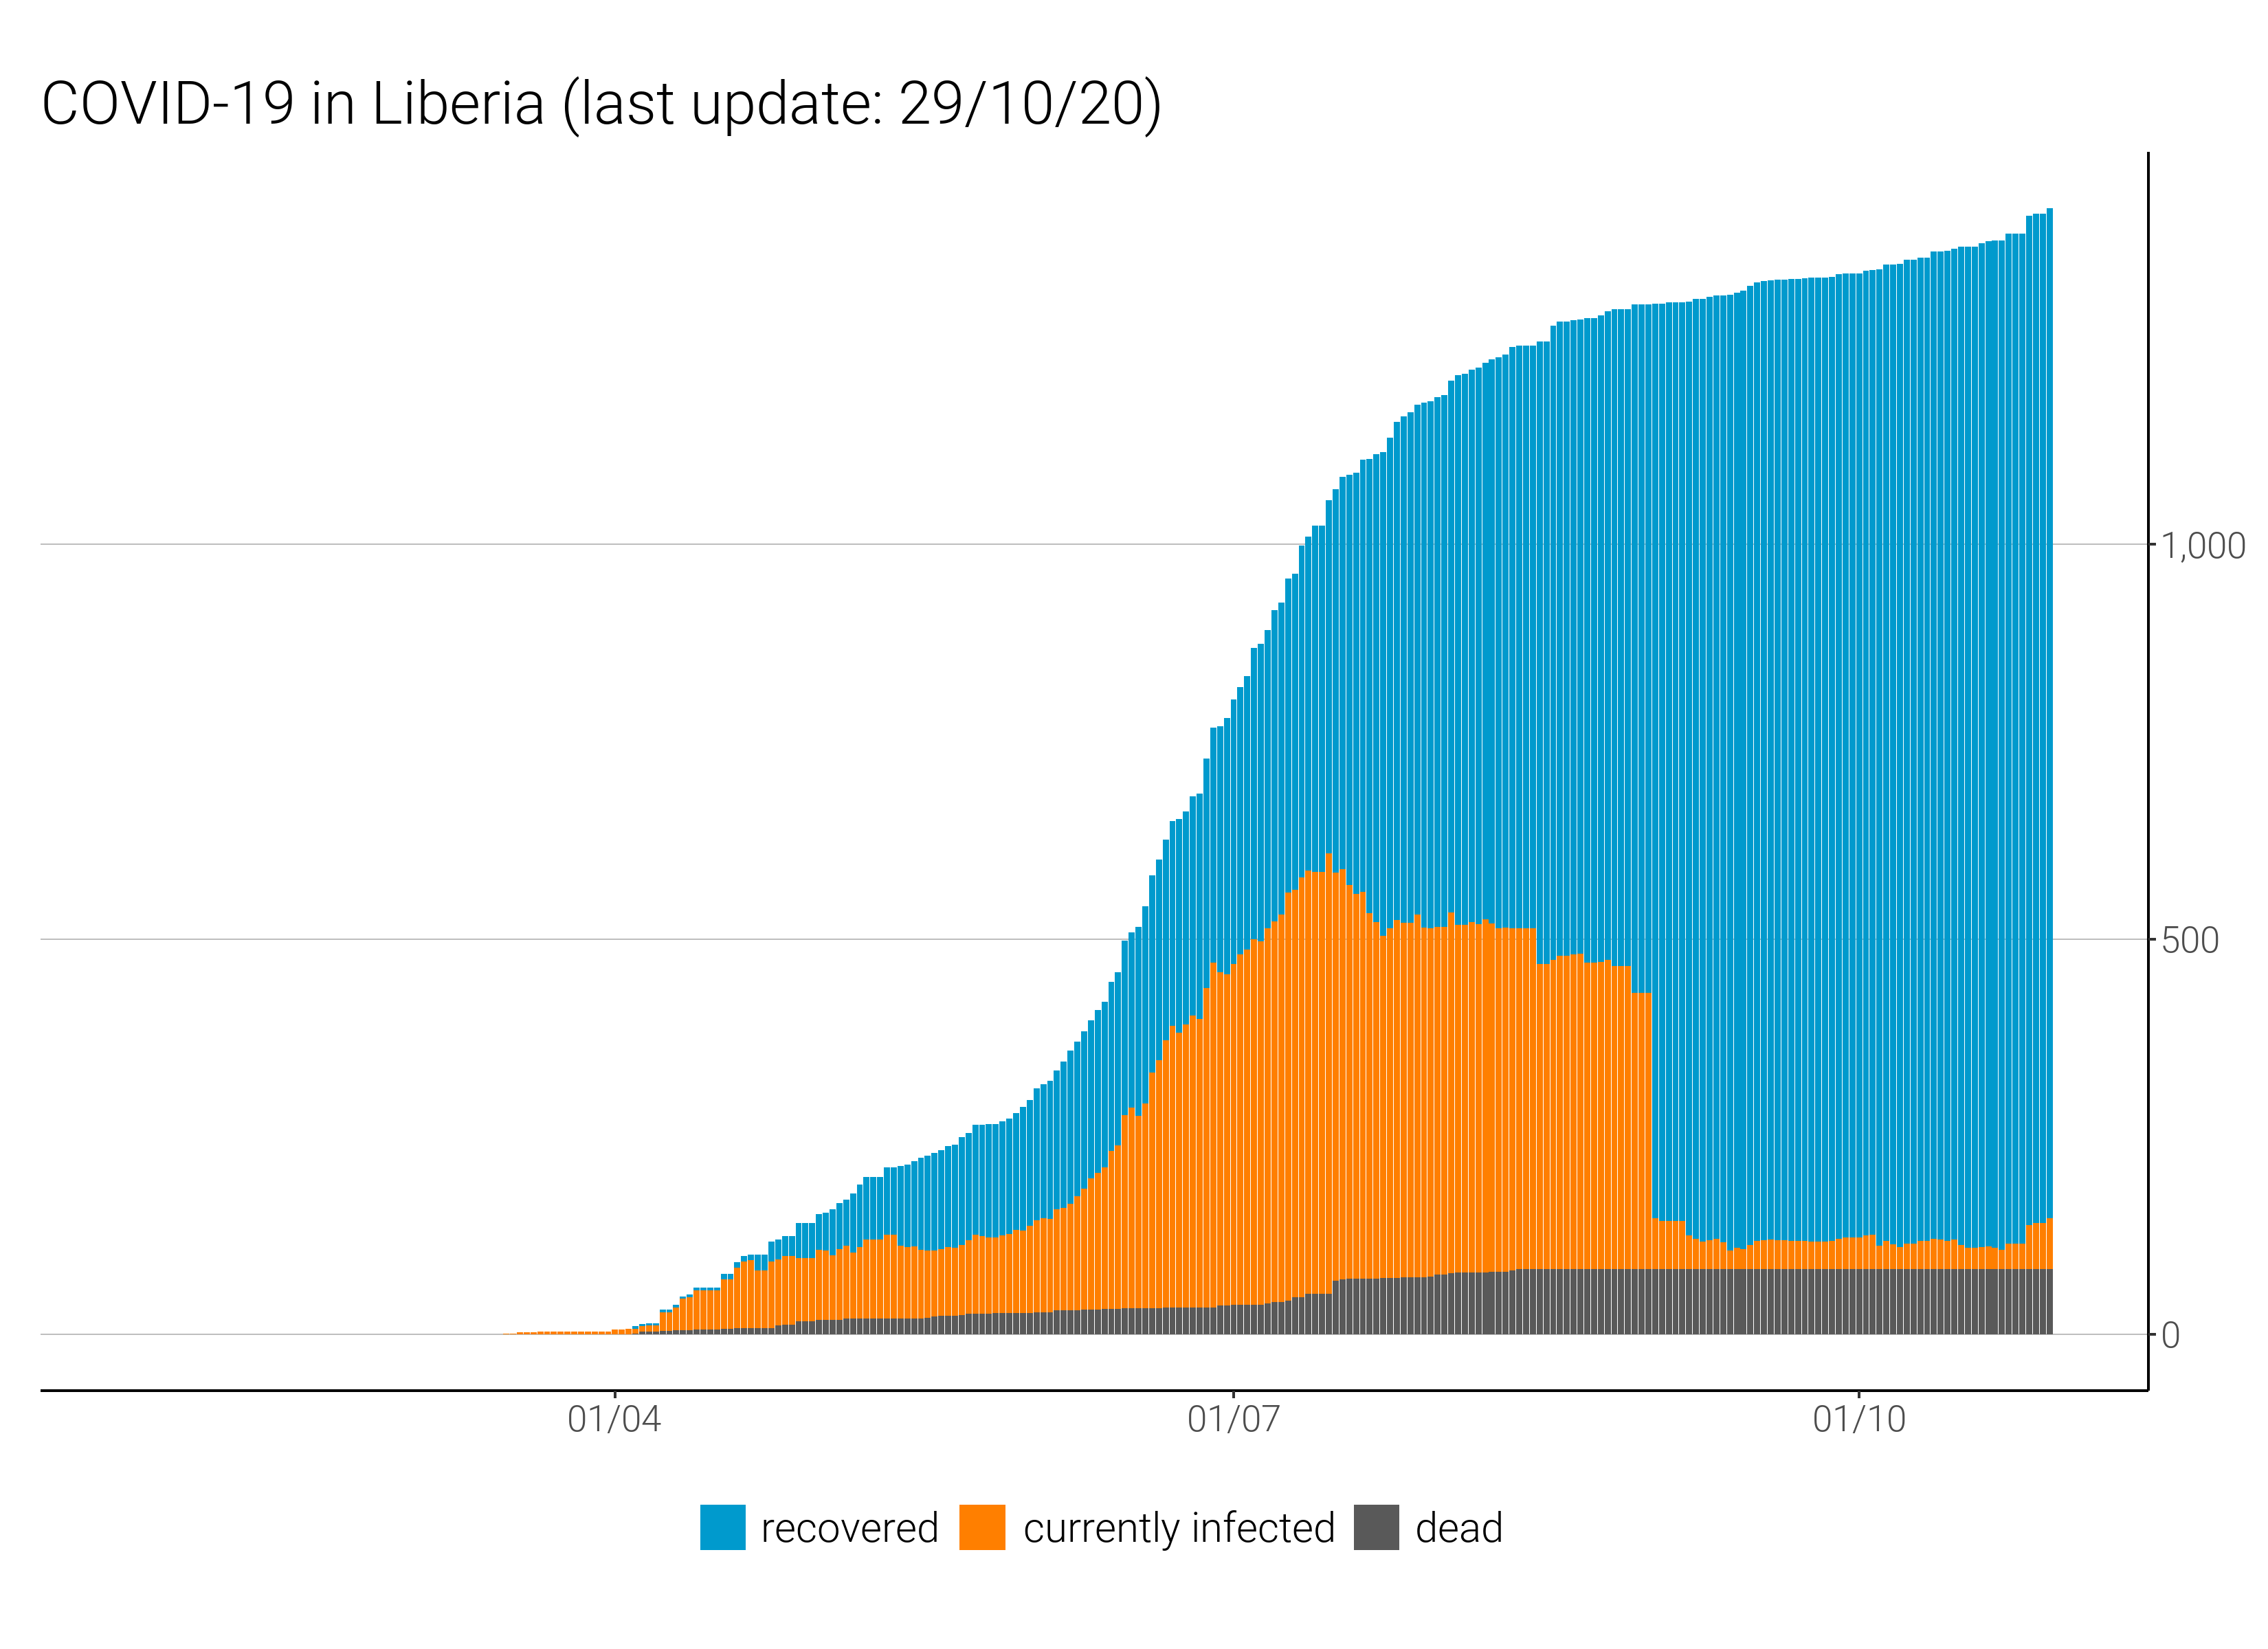 COVID-19 in Liberia (last update: 29/10/20)
1,000
500
0
01/04 01/07 01/10
recovered currently infected dead